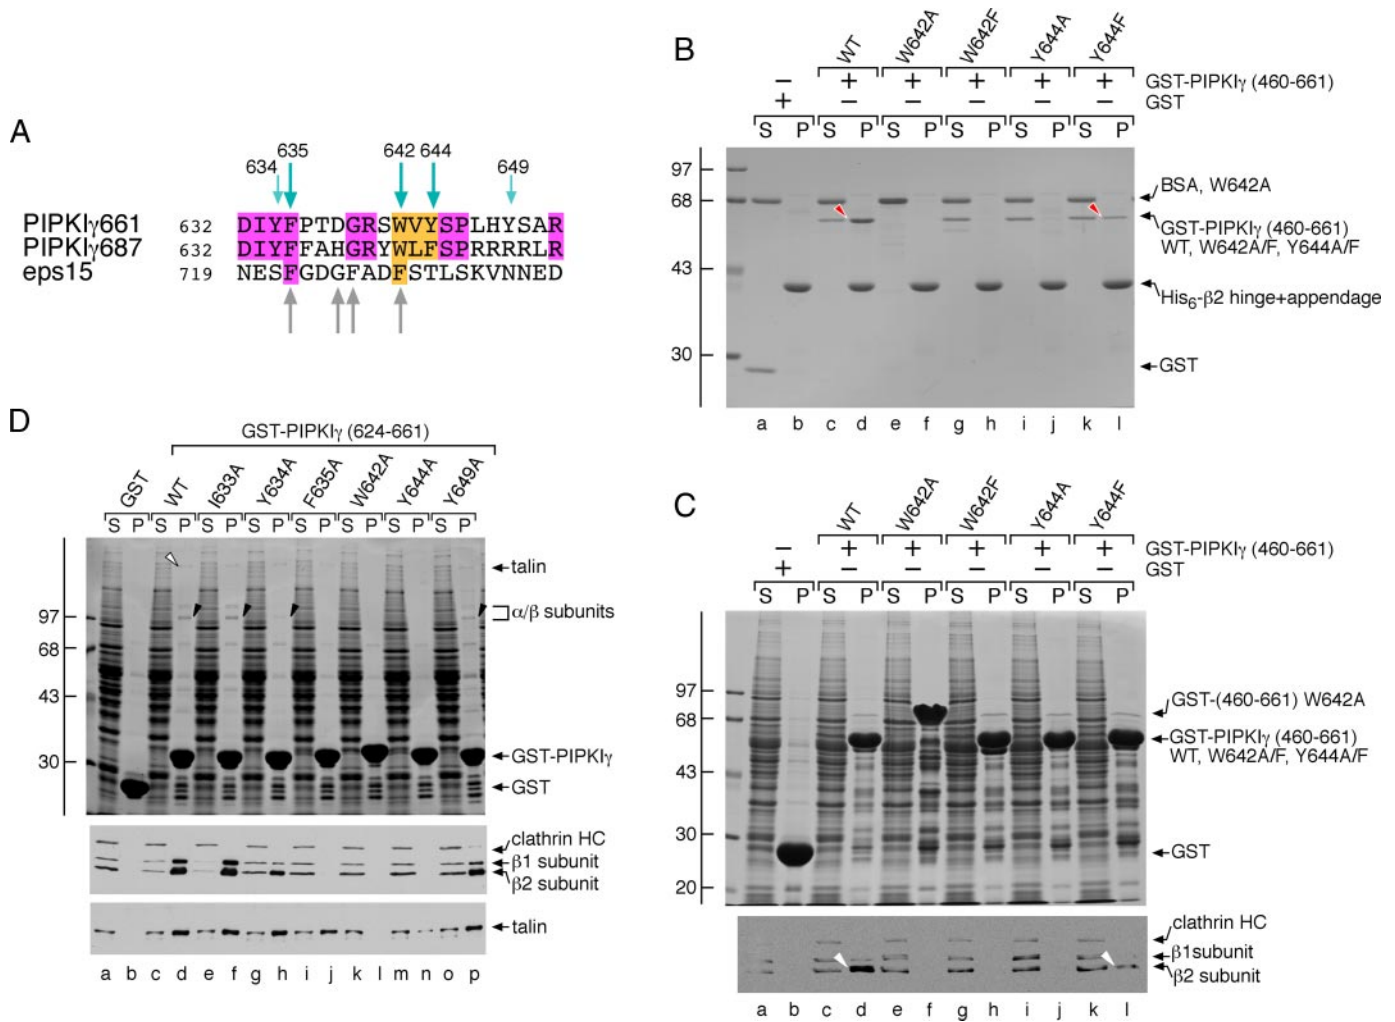 A
634 635 642 644 649
PIPKIγ661 632 DIYFPTDGRSWVYSPLHYSAR
PIPKIγ687 632 DIYFFAHGRYWLFSPRRRRLR
eps15 719 NESFGDGFADFSTLSKVNNED
B
WT W642A W642F Y644A Y644F
– + + + + + GST-PIPKIγ (460-661)
+ – – – – – GST
S P S P S P S P S P S P
97
68
43
30
BSA, W642A
GST-PIPKIγ (460-661)
WT, W642A/F, Y644A/F
His6-β2 hinge+appendage
GST
a b c d e f g h i j k l
C
WT W642A W642F Y644A Y644F
– + + + + + GST-PIPKIγ (460-661)
+ – – – – – GST
S P S P S P S P S P S P
97
68
43
30
20
GST-(460-661) W642A
GST-PIPKIγ (460-661)
WT, W642A/F, Y644A/F
GST
clathrin HC
β1subunit
β2 subunit
a b c d e f g h i j k l
D
GST-PIPKIγ (624-661)
GST WT I633A Y634A F635A W642A Y644A Y649A
S P S P S P S P S P S P S P S P
97
68
43
30
talin
α/β subunits
GST-PIPKIγ
GST
clathrin HC
β1 subunit
β2 subunit
talin
a b c d e f g h i j k l m n o p